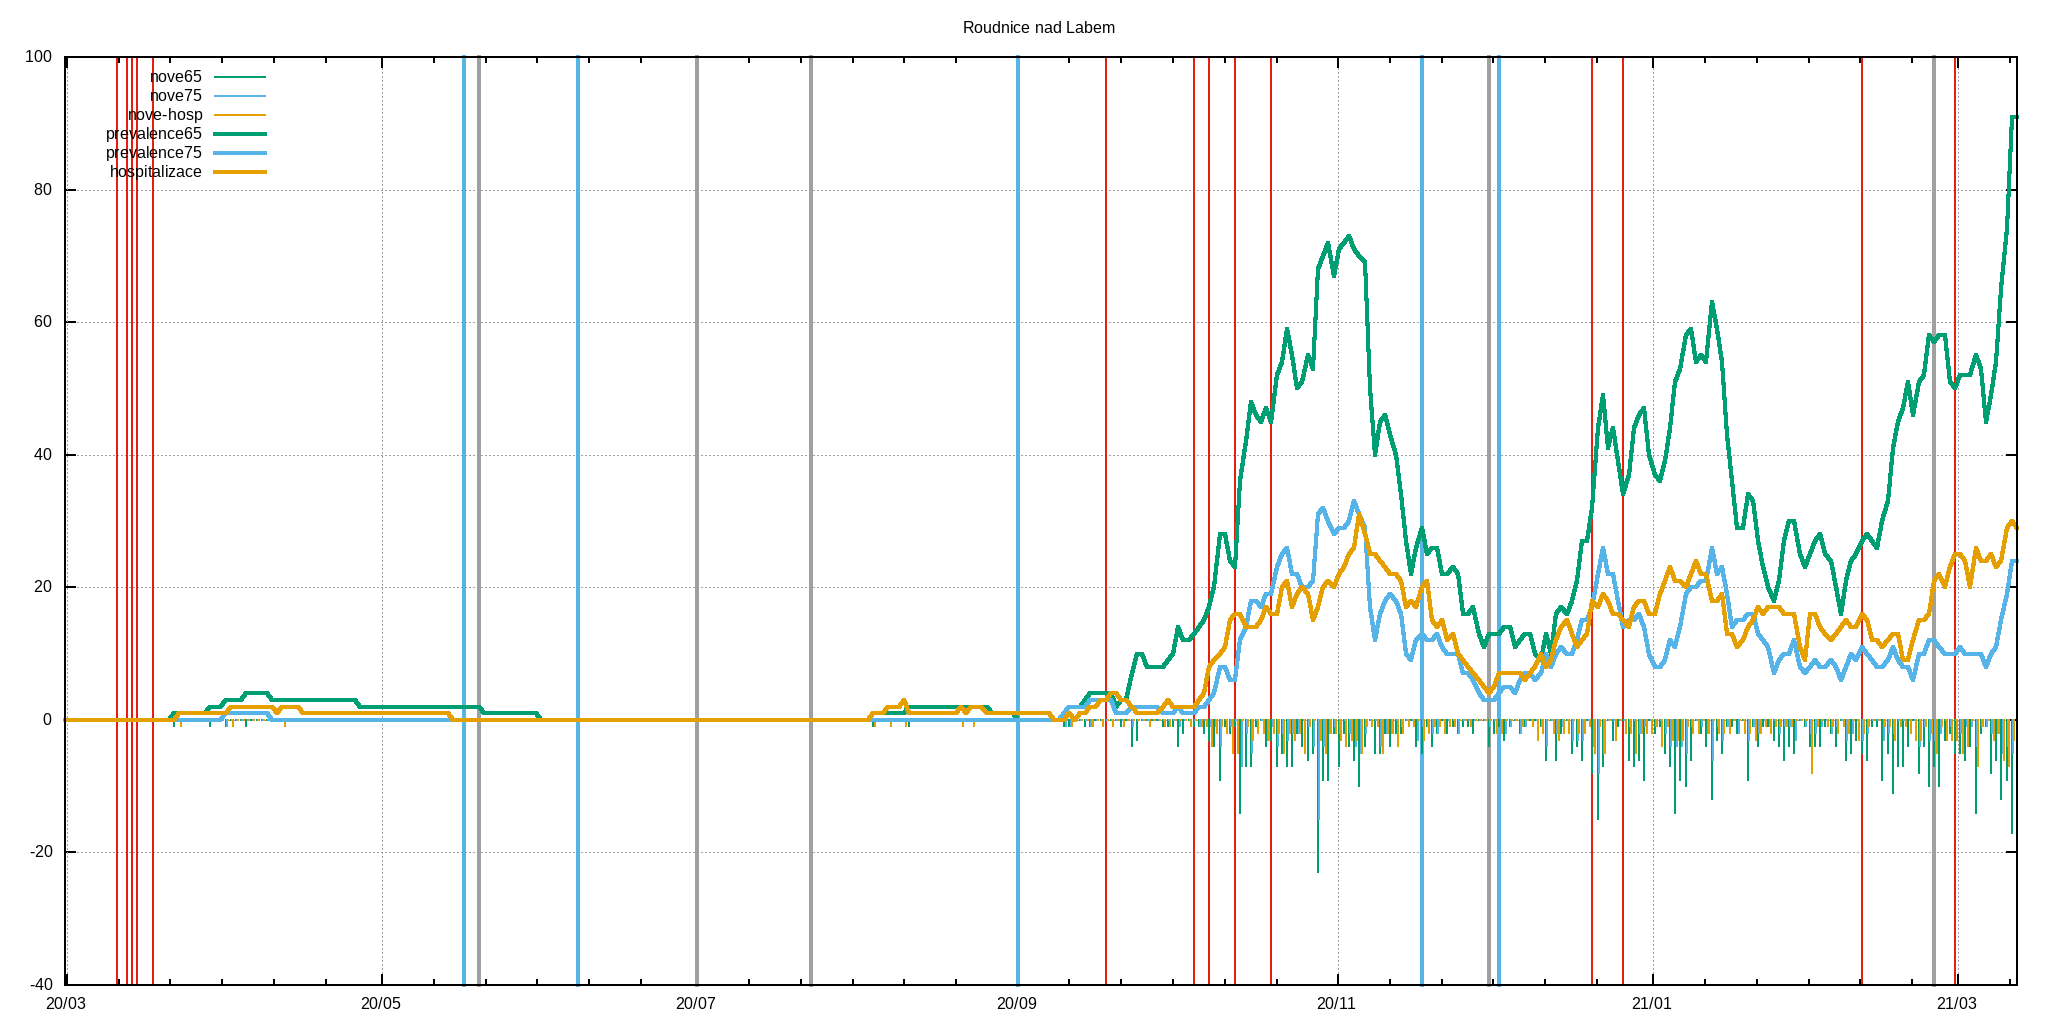 Roudnice nad Labem
100
80
60
40
20
0
-20
-40
nove65
nove75
nove-hosp
prevalence65
prevalence75
hospitalizace
20/03 20/05 20/07 20/09 20/11 21/01 21/03